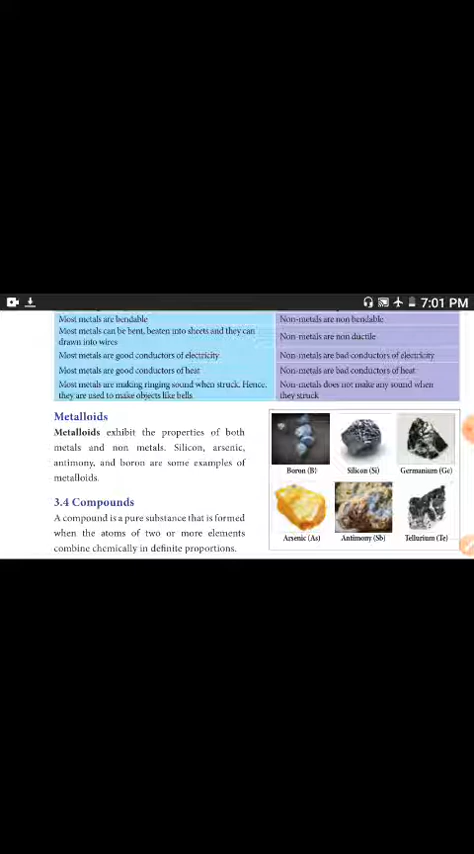 7:01 PM
Most metals are bendable
Non-metals are non bendable
Most metals can be bent, beaten into sheets and they can
drawn into wires
Non-metals are non ductile
Most metals are good conductors of electricity
Non-metals are bad conductors of electricity
Most metals are good conductors of heat
Non-metals are bad conductors of heat
Most metals are making ringing sound when struck. Hence,
they are used to make objects like bells
Non-metals does not make any sound when
they struck
Metalloids
Metalloids exhibit the properties of both
metals and non metals. Silicon, arsenic,
antimony, and boron are some examples of
metalloids.
Boron (B)
Silicon (Si)
Germanium (Ge)
Arsenic (As)
Antimony (Sb)
Tellurium (Te)
3.4 Compounds
A compound is a pure substance that is formed
when the atoms of two or more elements
combine chemically in definite proportions.